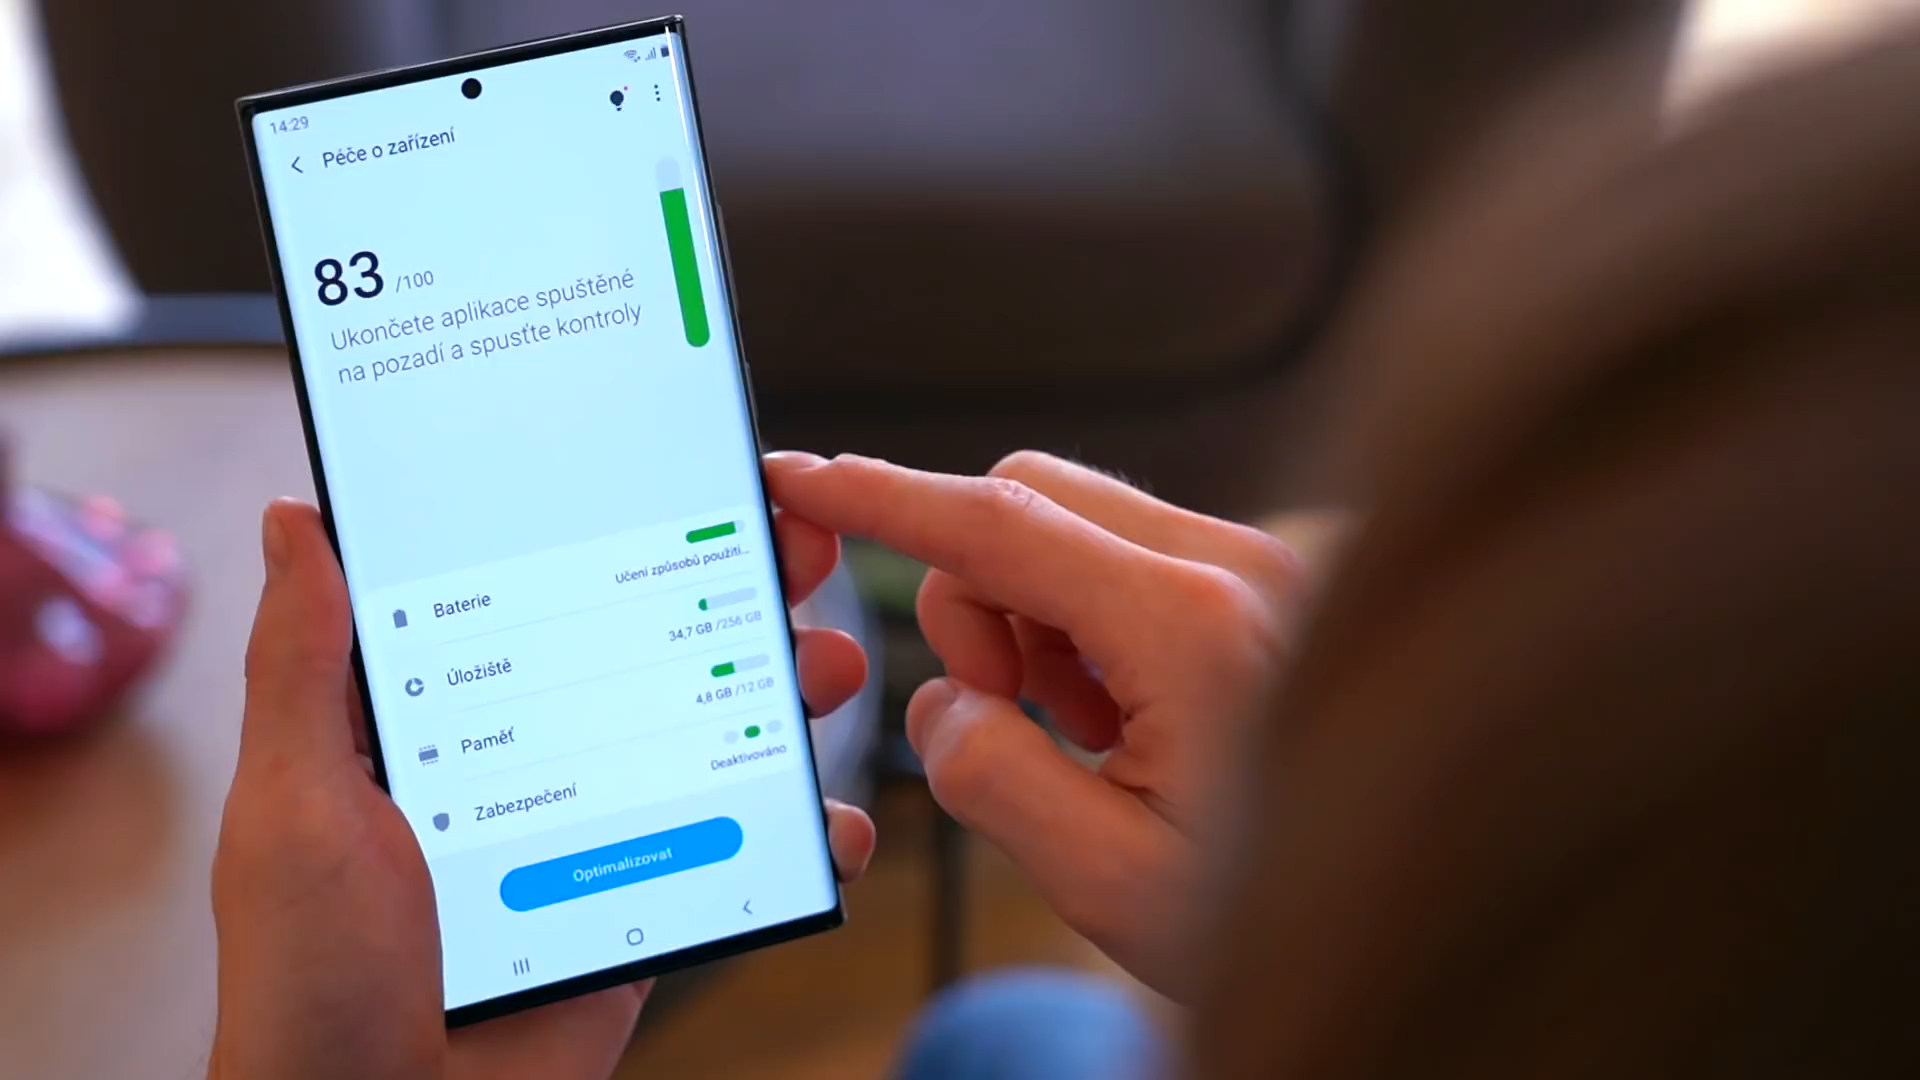 14:29
Péče o zařízení
83 /100
Ukončete aplikace spuštěné
na pozadí a spusťte kontroly
Baterie
Učení způsobů použití...
Úložiště
34,7 GB /256 GB
Paměť
4,8 GB /12 GB
Zabezpečení
Deaktivováno
Optimalizovat